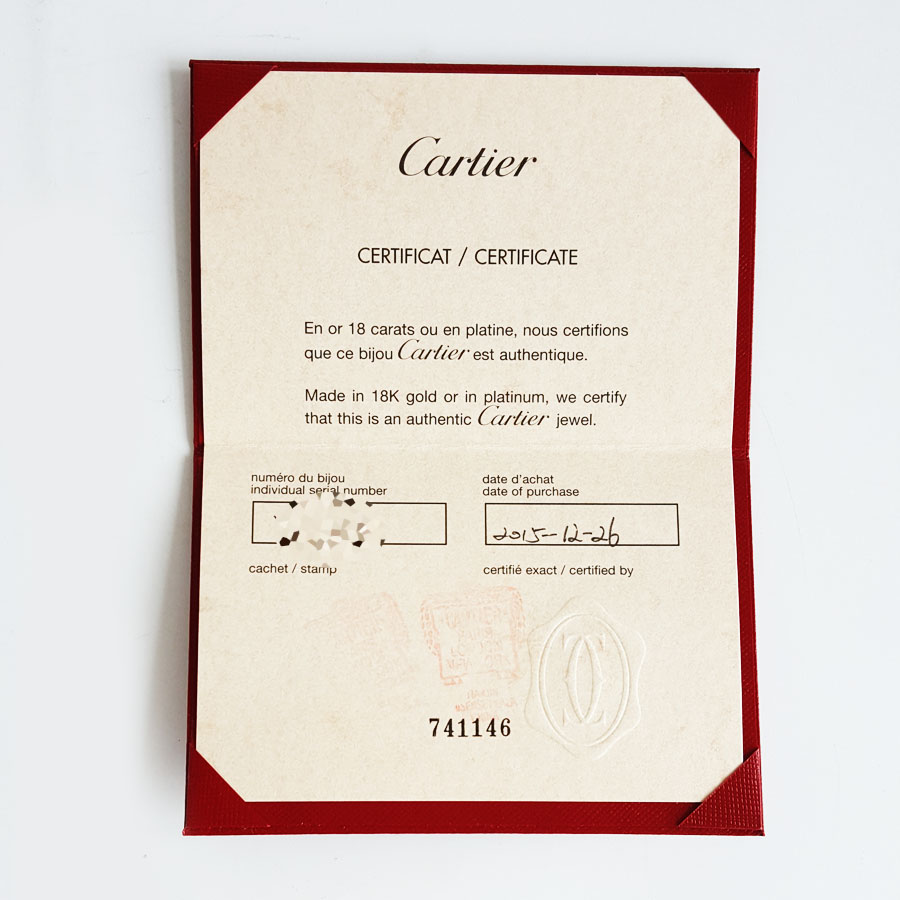 Cartier
CERTIFICAT / CERTIFICATE
En or 18 carats ou en platine, nous certifions
que ce bijou Cartier est authentique.
Made in 18K gold or in platinum, we certify
that this is an authentic Cartier jewel.
numéro du bijou
individual serial number
date d'achat
date of purchase
2015-12-26
cachet / stamp
certifié exact / certified by
741146